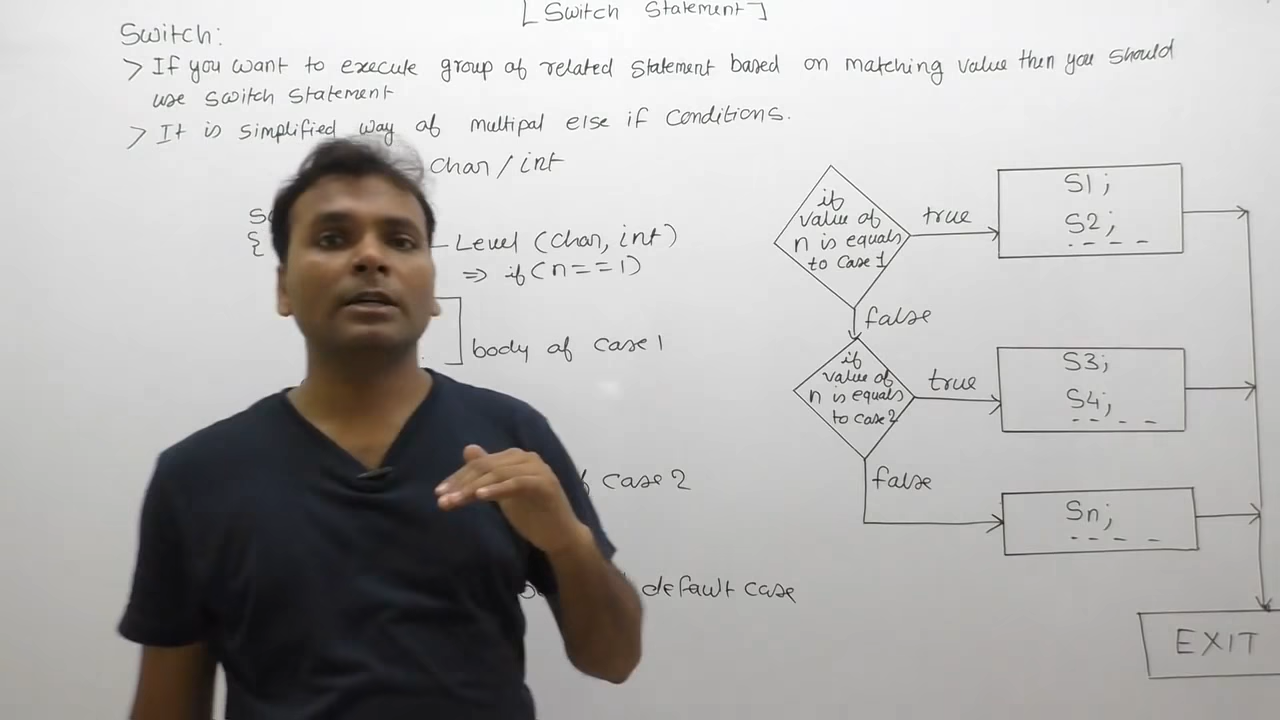 [Switch Statement]
Switch:
> If you want to execute group of related statement based on matching value then you should
use switch statement
> It is simplified way of multipal else if conditions.
char / int
Level (char, int)
⇒ if (n==1)
body of case 1
case 2
default case
if
value of
n is equals
to case 1
true
S1;
S2;
- - - -
false
if
value of
n is equals
to case 2
true
S3;
S4;
- - - -
false
Sn;
- - - -
EXIT